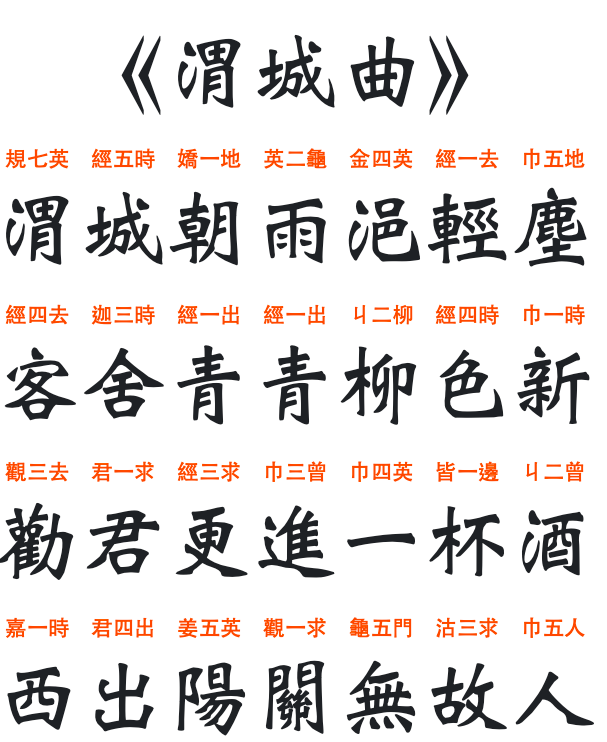 《渭城曲》
規七英 經五時 嬌一地 英二龜 金四英 經一去 巾五地
渭城朝雨浥輕塵
經四去 迦三時 經一出 經一出 丩二柳 經四時 巾一時
客舍青青柳色新
觀三去 君一求 經三求 巾三曾 巾四英 皆一邊 丩二曾
勸君更進一杯酒
嘉一時 君四出 姜五英 觀一求 龜五門 沽三求 巾五人
西出陽關無故人